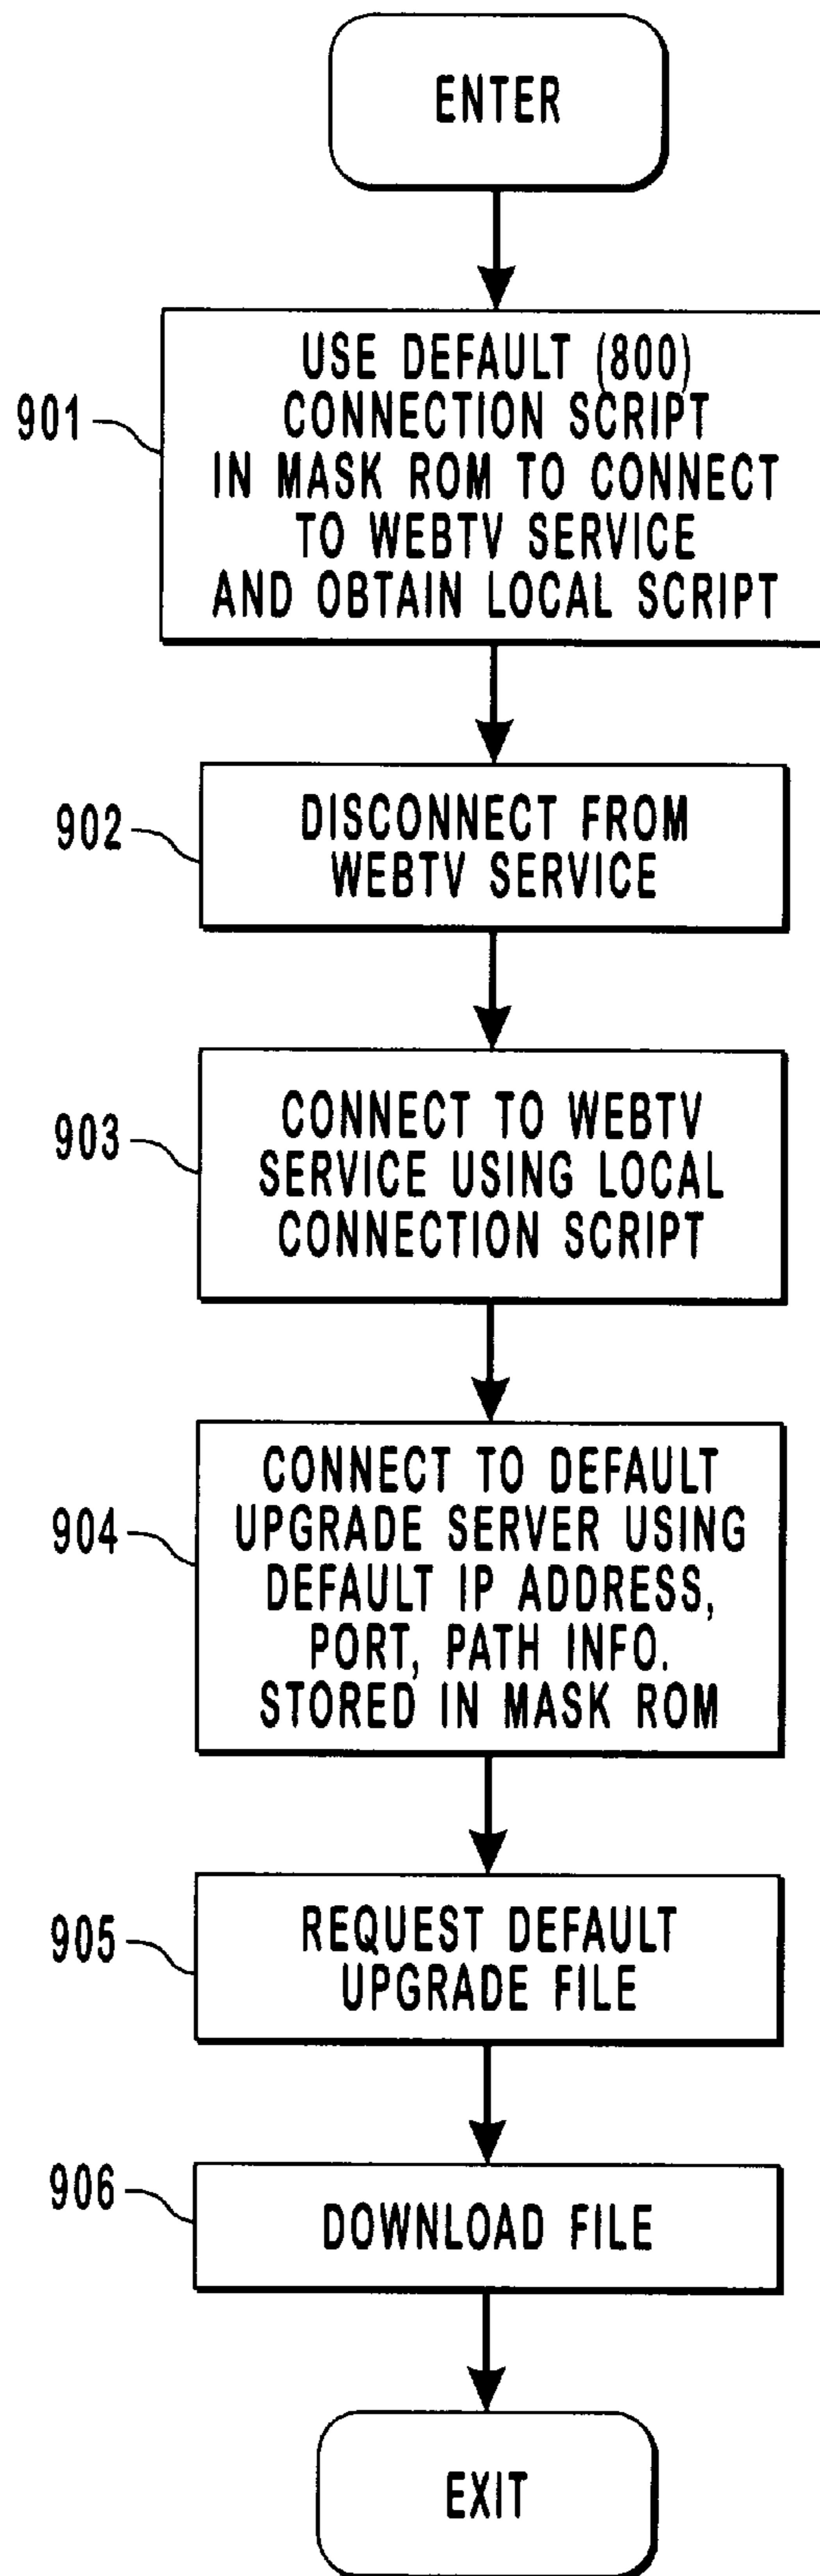 ENTER
901
USE DEFAULT (800)
CONNECTION SCRIPT
IN MASK ROM TO CONNECT
TO WEBTV SERVICE
AND OBTAIN LOCAL SCRIPT
902
DISCONNECT FROM
WEBTV SERVICE
903
CONNECT TO WEBTV
SERVICE USING LOCAL
CONNECTION SCRIPT
904
CONNECT TO DEFAULT
UPGRADE SERVER USING
DEFAULT IP ADDRESS,
PORT, PATH INFO.
STORED IN MASK ROM
905
REQUEST DEFAULT
UPGRADE FILE
906
DOWNLOAD FILE
EXIT